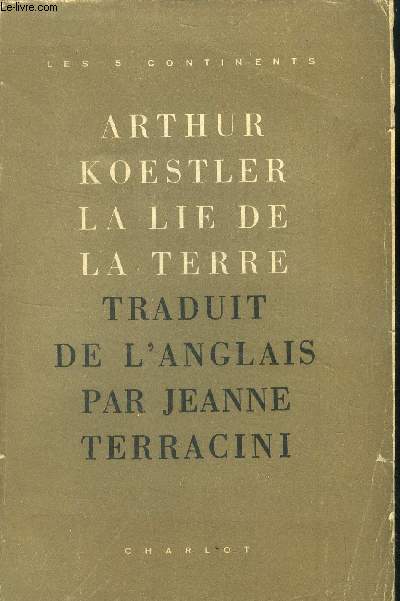 Le-livre.com
LES 5 CONTINENTS
ARTHUR
KOESTLER
LA LIE DE
LA TERRE
TRADUIT
DE L'ANGLAIS
PAR JEANNE
TERRACINI
CHARLOT